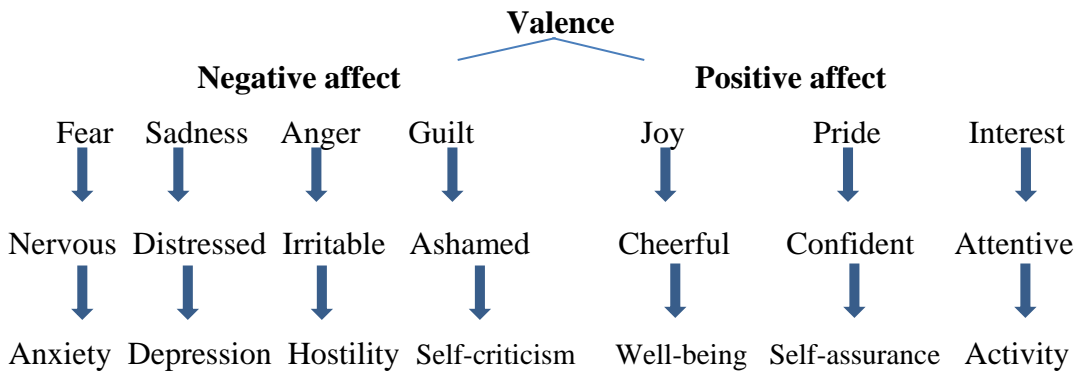 Valence
Negative affect Positive affect
Fear Sadness Anger Guilt Joy Pride Interest
Nervous Distressed Irritable Ashamed Cheerful Confident Attentive
Anxiety Depression Hostility Self-criticism Well-being Self-assurance Activity